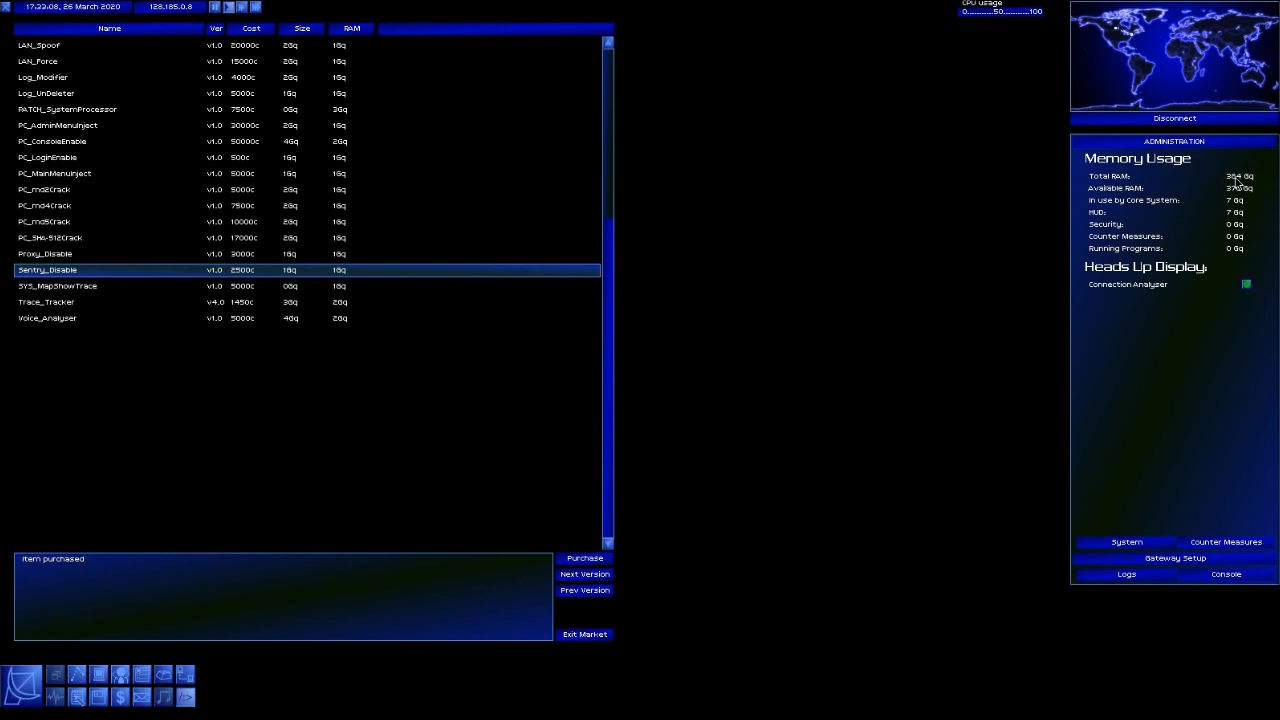 17:22:08, 26 March 2020 128.185.0.8
CPU usage
0..............50..............100
Name Ver Cost Size RAM
LAN_Spoof v1.0 20000c 2Gq 1Gq
LAN_Force v1.0 15000c 2Gq 1Gq
Log_Modifier v1.0 4000c 2Gq 1Gq
Log_UnDeleter v1.0 5000c 1Gq 1Gq
PATCH_SystemProcessor v1.0 7500c 0Gq 3Gq
PC_AdminMenuInject v1.0 30000c 2Gq 1Gq
PC_ConsoleEnable v1.0 50000c 4Gq 2Gq
PC_LoginEnable v1.0 500c 1Gq 1Gq
PC_MainMenuInject v1.0 5000c 1Gq 1Gq
PC_md2Crack v1.0 5000c 2Gq 1Gq
PC_md4Crack v1.0 7500c 2Gq 1Gq
PC_md5Crack v1.0 10000c 2Gq 1Gq
PC_SHA-512Crack v1.0 17000c 2Gq 1Gq
Proxy_Disable v1.0 3000c 1Gq 1Gq
Sentry_Disable v1.0 2500c 1Gq 1Gq
SYS_MapShowTrace v1.0 5000c 0Gq 1Gq
Trace_Tracker v4.0 1450c 3Gq 2Gq
Voice_Analyser v1.0 5000c 4Gq 2Gq
Item purchased
Purchase
Next Version
Prev Version
Exit Market
Disconnect
ADMINISTRATION
Memory Usage
Total RAM: 384 Gq
Available RAM: Gq
In use by Core System: 7 Gq
HUD: 7 Gq
Security: 0 Gq
Counter Measures: 0 Gq
Running Programs: 0 Gq
Heads Up Display:
Connection Analyser
System Counter Measures
Gateway Setup
Logs Console